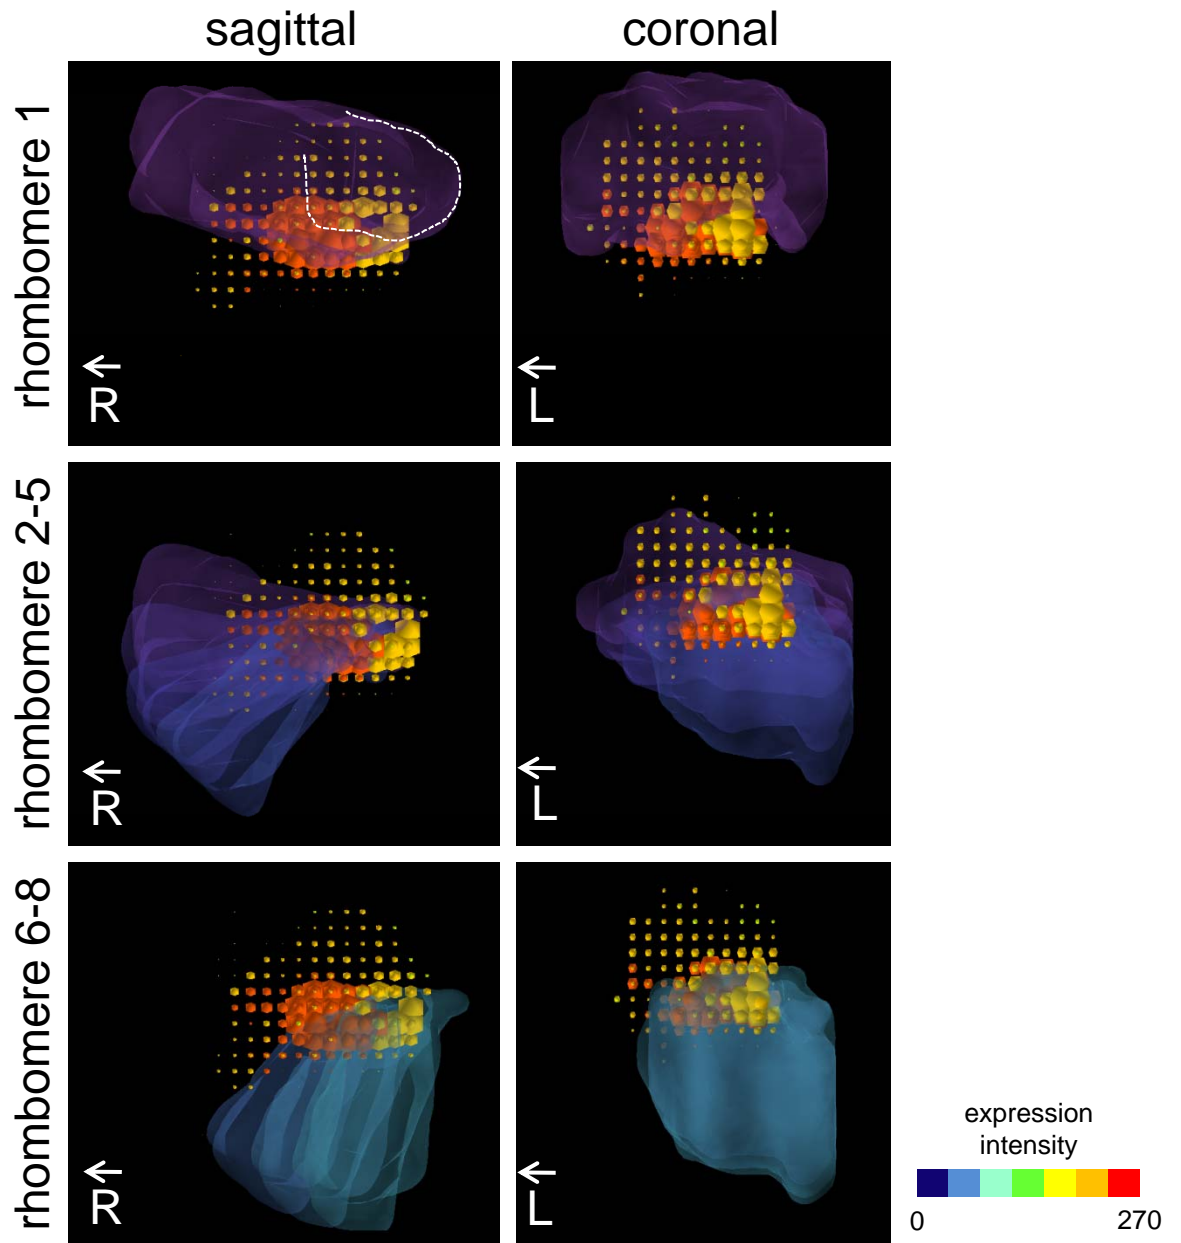 sagittal
coronal
rhombomere 1
R
L
rhombomere 2-5
R
L
rhombomere 6-8
R
L
expression
intensity
0
270